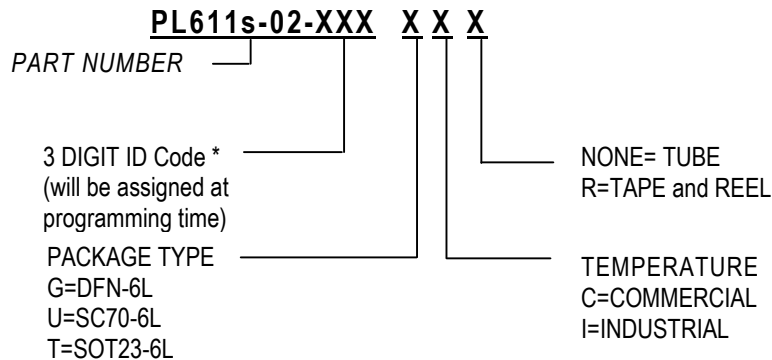 PL611s-02-XXX X X X
PART NUMBER
3 DIGIT ID Code *
(will be assigned at
programming time)
PACKAGE TYPE
G=DFN-6L
U=SC70-6L
T=SOT23-6L
NONE= TUBE
R=TAPE and REEL
TEMPERATURE
C=COMMERCIAL
I=INDUSTRIAL